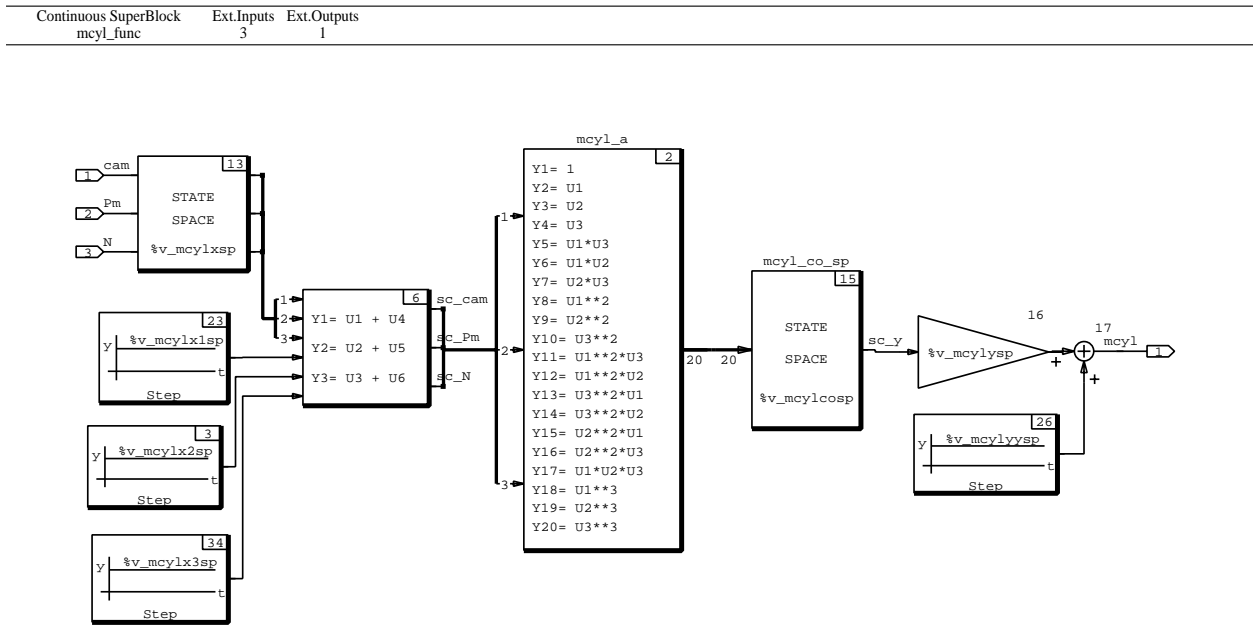 Continuous SuperBlock Ext.Inputs Ext.Outputs
mcyl_func 3 1
cam
1
Pm
2
N
3
13
STATE
SPACE
%v_mcylxsp
23
y
%v_mcylx1sp
t
Step
3
y
%v_mcylx2sp
t
Step
34
y
%v_mcylx3sp
t
Step
6
1
2
3
Y1= U1 + U4
Y2= U2 + U5
Y3= U3 + U6
sc_cam
sc_Pm
sc_N
mcyl_a
2
1
2
3
Y1= 1
Y2= U1
Y3= U2
Y4= U3
Y5= U1*U3
Y6= U1*U2
Y7= U2*U3
Y8= U1**2
Y9= U2**2
Y10= U3**2
Y11= U1**2*U3
Y12= U1**2*U2
Y13= U3**2*U1
Y14= U3**2*U2
Y15= U2**2*U1
Y16= U2**2*U3
Y17= U1*U2*U3
Y18= U1**3
Y19= U2**3
Y20= U3**3
20 20
mcyl_co_sp
15
STATE
SPACE
%v_mcylcosp
sc_y
16
%v_mcylysp
17
+
+
+
mcyl
1
26
y
%v_mcylyysp
t
Step